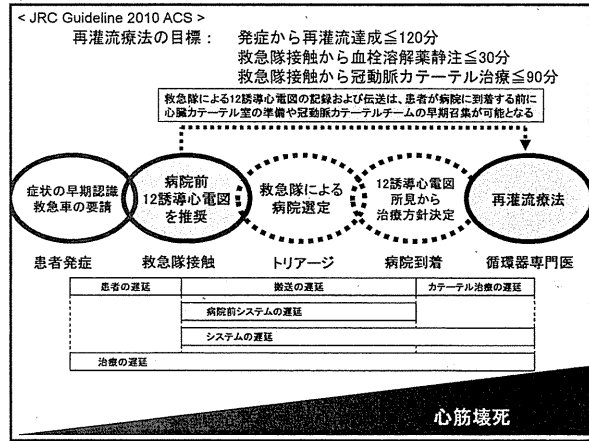 < JRC Guideline 2010 ACS >
再灌流療法の目標： 発症から再灌流達成≦120分
救急隊接触から血栓溶解薬静注≦30分
救急隊接触から冠動脈カテーテル治療≦90分
救急隊による12誘導心電図の記録および伝送は、患者が病院に到着する前に
心臓カテーテル室の準備や冠動脈カテーテルチームの早期召集が可能となる
症状の早期認識
救急車の要請
病院前
12誘導心電図
を推奨
救急隊による
病院選定
12誘導心電図
所見から
治療方針決定
再灌流療法
患者発症 救急隊接触 トリアージ 病院到着 循環器専門医
患者の遅延 搬送の遅延 カテーテル治療の遅延
病院前システムの遅延
システムの遅延
治療の遅延
心筋壊死